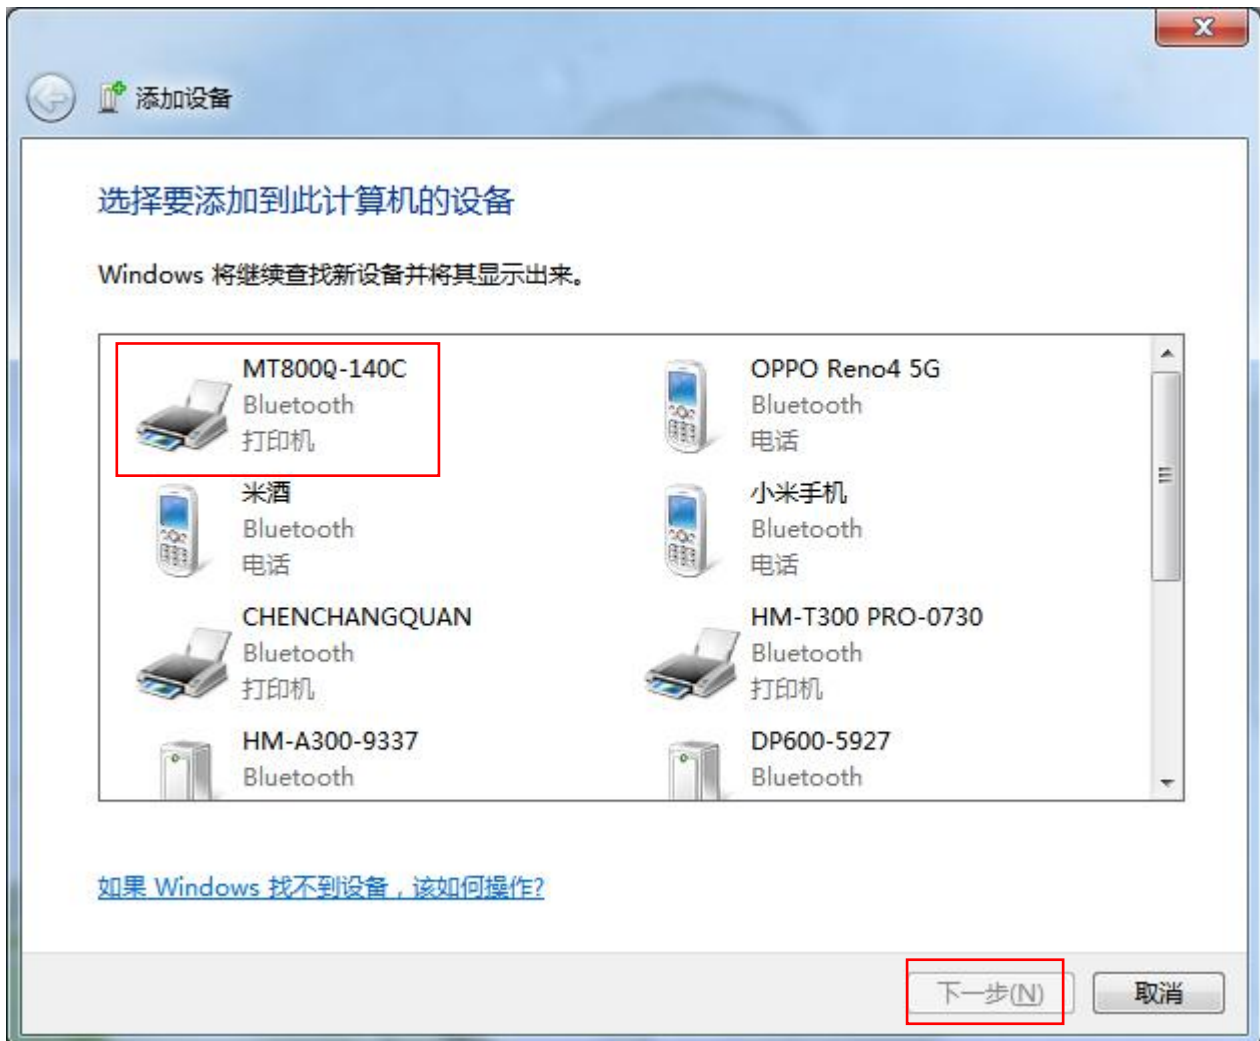 添加设备
选择要添加到此计算机的设备
Windows 将继续查找新设备并将其显示出来。
MT800Q-140C
Bluetooth
打印机
OPPO Reno4 5G
Bluetooth
电话
米酒
Bluetooth
电话
小米手机
Bluetooth
电话
CHENCHANGQUAN
Bluetooth
打印机
HM-T300 PRO-0730
Bluetooth
打印机
HM-A300-9337
Bluetooth
DP600-5927
Bluetooth
如果 Windows 找不到设备，该如何操作?
下一步(N)
取消